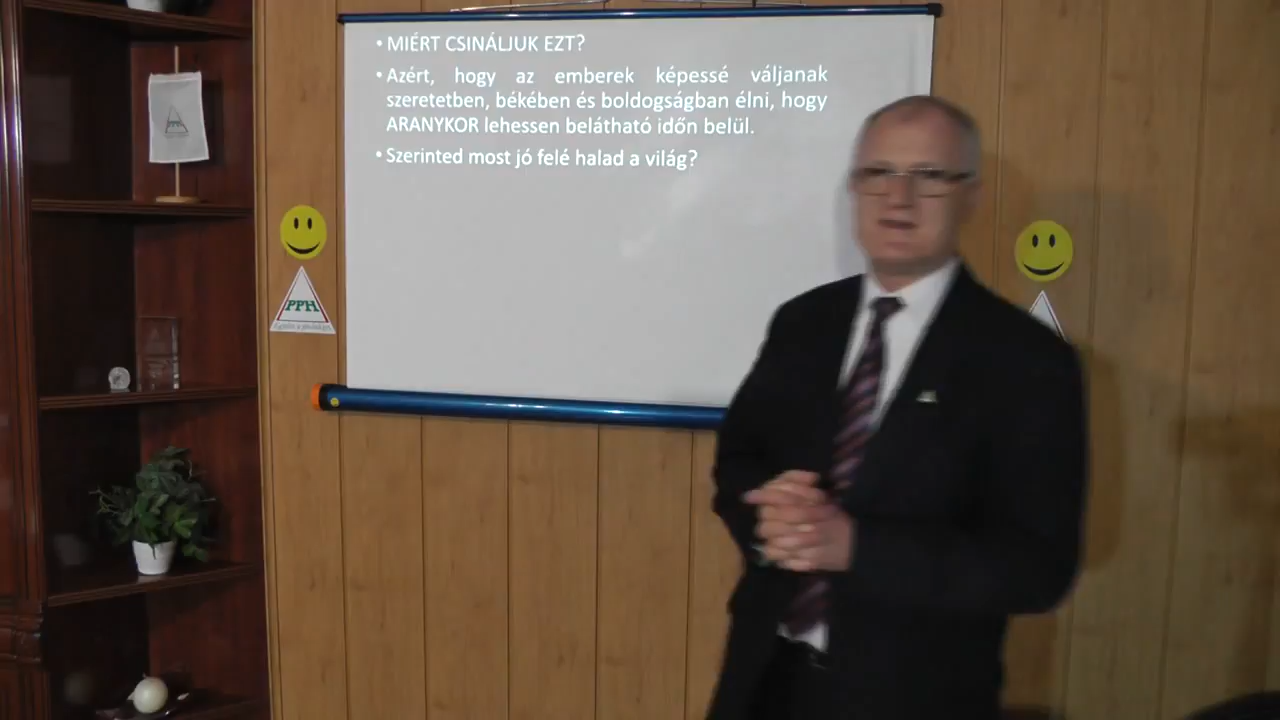 • MIÉRT CSINÁLJUK EZT?
• Azért, hogy az emberek képessé váljanak
szeretetben, békében és boldogságban élni, hogy
ARANYKOR lehessen belátható időn belül.
• Szerinted most jó felé halad a világ?
PPH